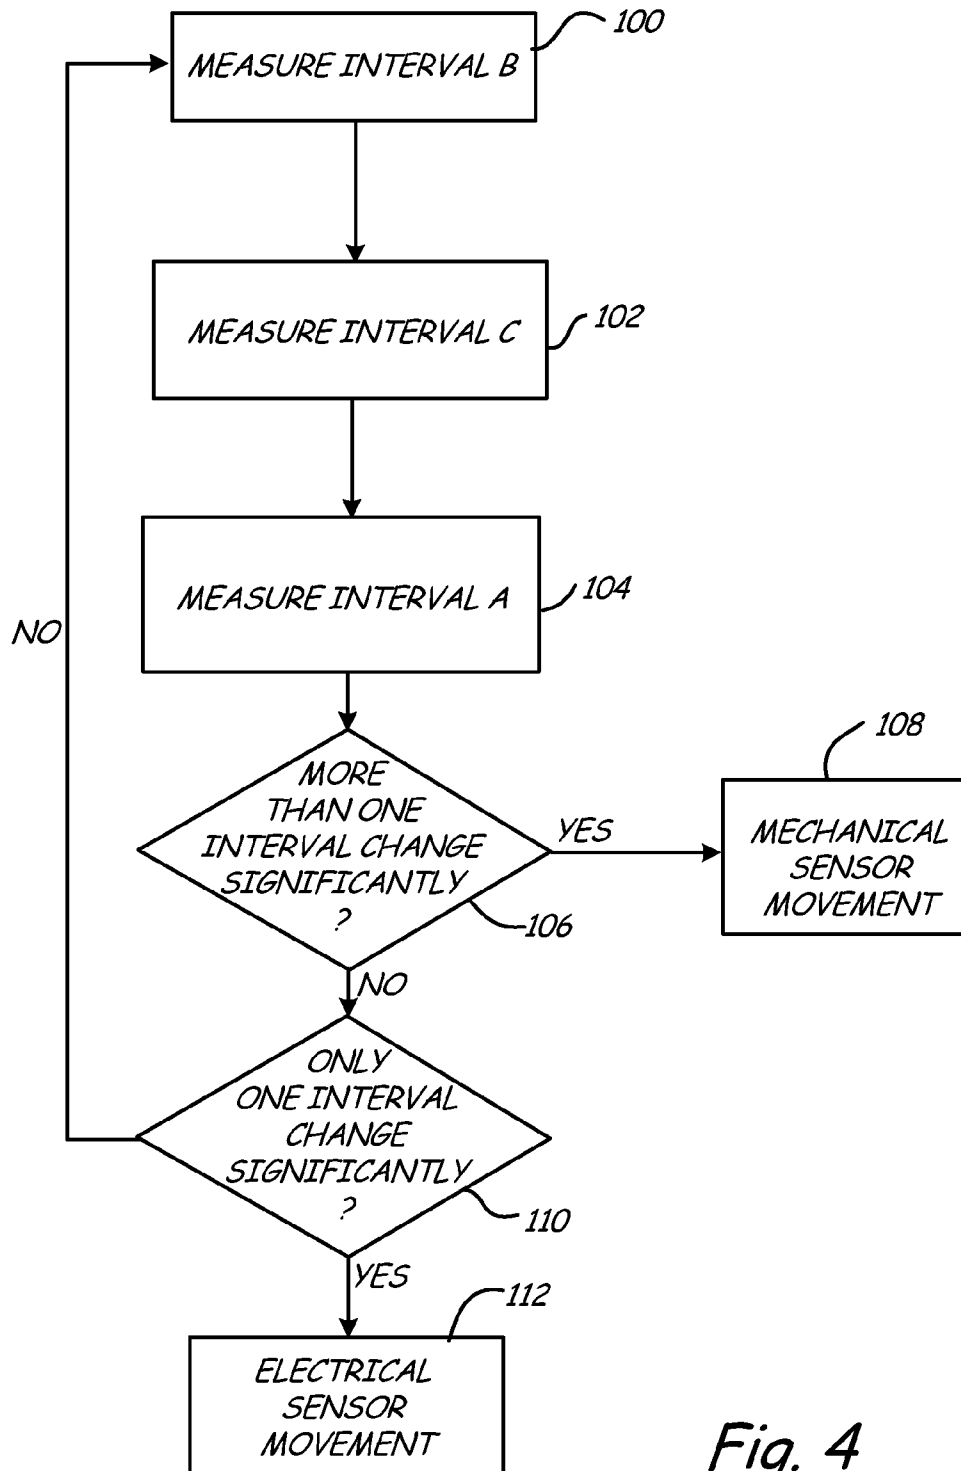 100
MEASURE INTERVAL B
MEASURE INTERVAL C
102
MEASURE INTERVAL A
104
NO
MORE
THAN ONE
INTERVAL CHANGE
SIGNIFICANTLY
?
106
YES
108
MECHANICAL
SENSOR
MOVEMENT
NO
ONLY
ONE INTERVAL
CHANGE
SIGNIFICANTLY
?
110
YES
112
ELECTRICAL
SENSOR
MOVEMENT
Fig. 4